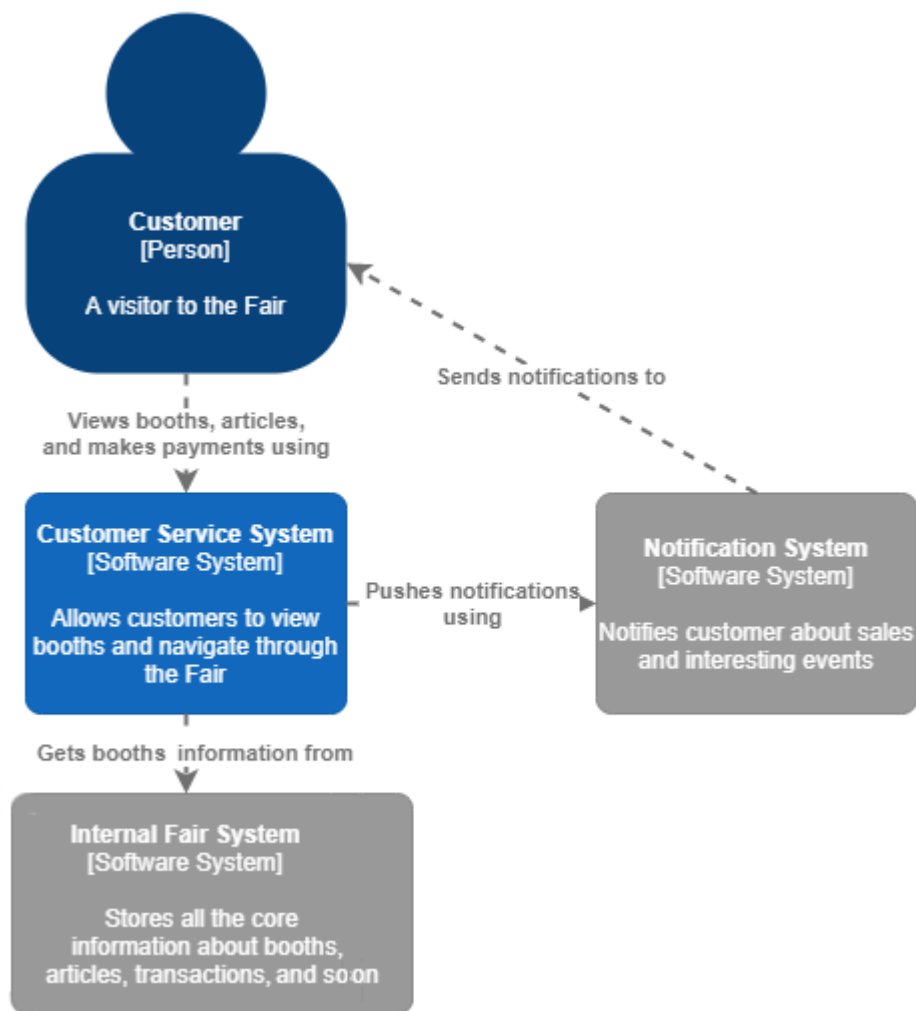 Customer
[Person]
A visitor to the Fair
Sends notifications to
Views booths, articles,
and makes payments using
Customer Service System
[Software System]
Allows customers to view
booths and navigate through
the Fair
Pushes notifications
using
Notification System
[Software System]
Notifies customer about sales
and interesting events
Gets booths information from
Internal Fair System
[Software System]
Stores all the core
information about booths,
articles, transactions, and soon